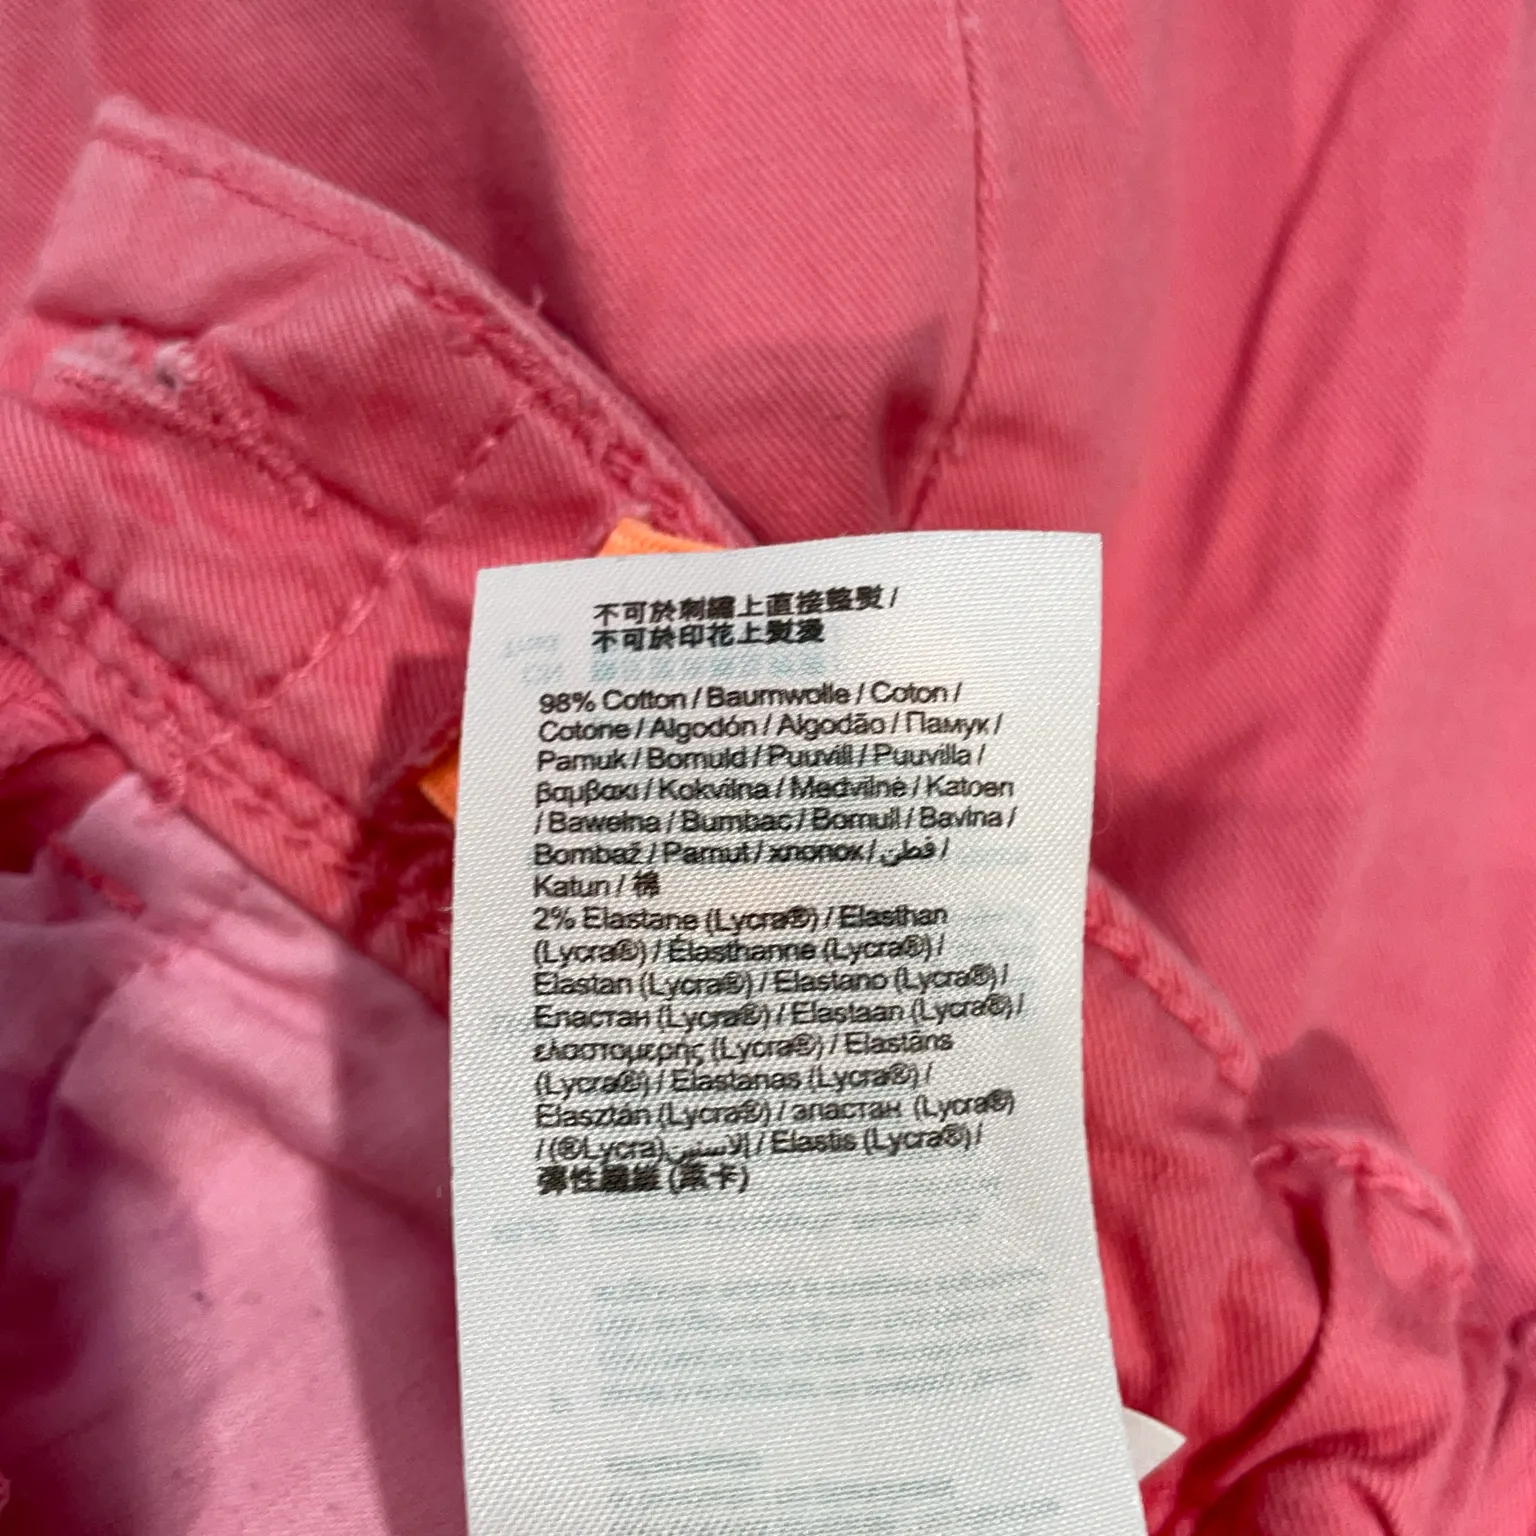 不可於刺繡上直接整熨 /
不可於印花上熨燙
98% Cotton / Baumwolle / Coton /
Cotone / Algodón / Algodão / Памук /
Pamuk / Bomuld / Puuvill / Puuvilla /
βαμβακι / Kokvilna / Medvilnė / Katoen
/ Bawełna / Bumbac / Bomull / Bavlna /
Bombaž / Pamut / хлопок / قطن /
Katun / 棉
2% Elastane (Lycra®) / Elasthan
(Lycra®) / Élasthanne (Lycra®) /
Elastan (Lycra®) / Elastano (Lycra®) /
Еластан (Lycra®) / Elastaan (Lycra®) /
ελαστομερής (Lycra®) / Elastāns
(Lycra®) / Elastanas (Lycra®) /
Elasztán (Lycra®) / эластан (Lycra®)
/ (®Lycra) / Elastis (Lycra®) /
彈性纖維 (萊卡)